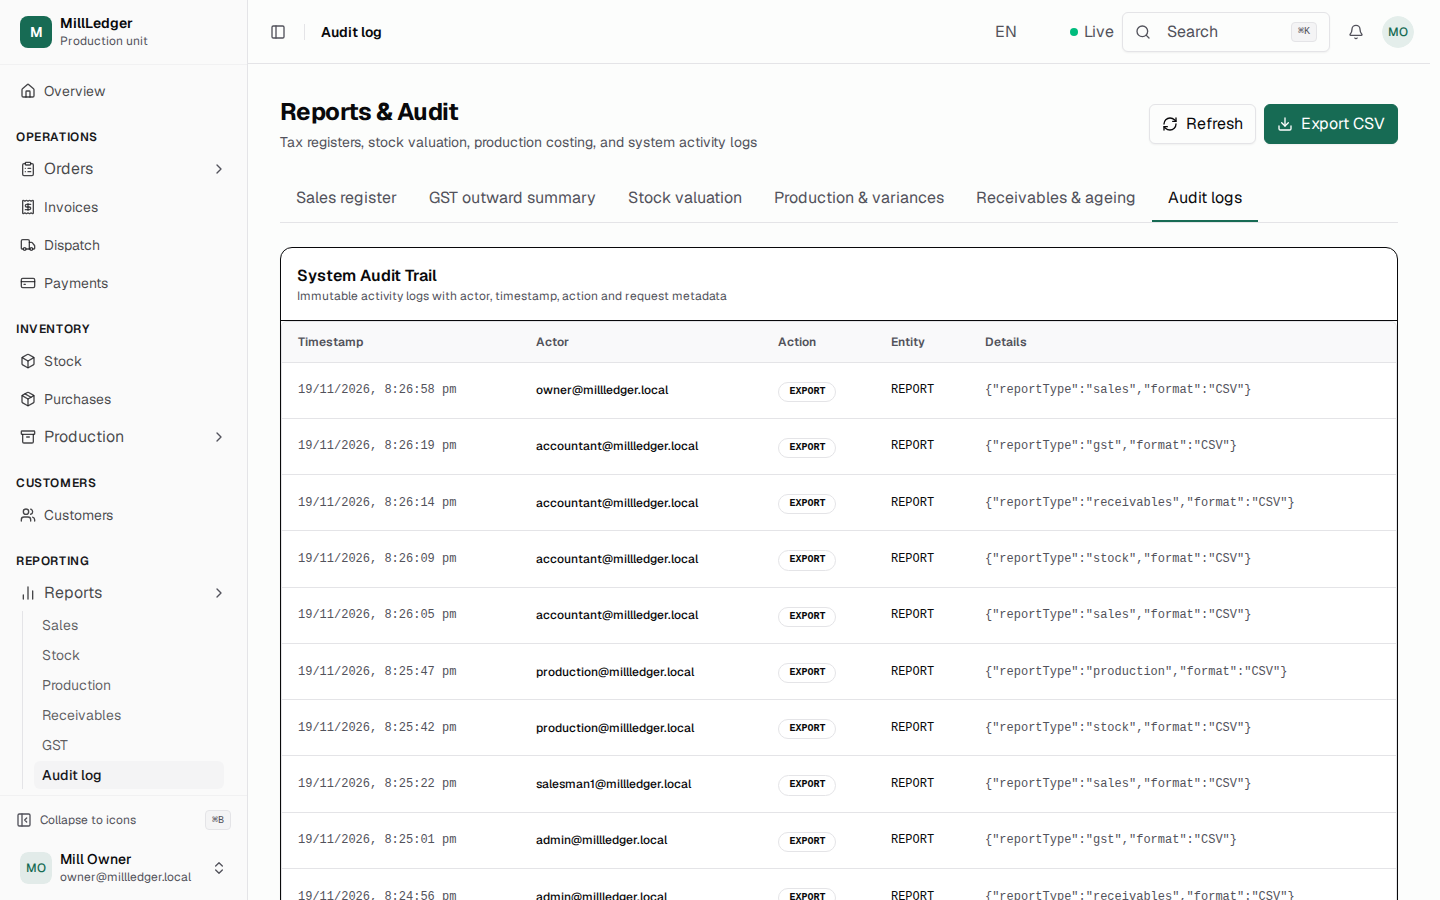 M
MillLedger
Production unit
Overview
OPERATIONS
Orders
Invoices
Dispatch
Payments
INVENTORY
Stock
Purchases
Production
CUSTOMERS
Customers
REPORTING
Reports
Sales
Stock
Production
Receivables
GST
Audit log
Collapse to icons ⌘B
MO
Mill Owner
owner@millledger.local
Audit log
EN
Live
Search ⌘K
MO
Reports & Audit
Tax registers, stock valuation, production costing, and system activity logs
Refresh
Export CSV
Sales register GST outward summary Stock valuation Production & variances Receivables & ageing Audit logs
System Audit Trail
Immutable activity logs with actor, timestamp, action and request metadata
Timestamp Actor Action Entity Details
19/11/2026, 8:26:58 pm owner@millledger.local EXPORT REPORT {"reportType":"sales","format":"CSV"}
19/11/2026, 8:26:19 pm accountant@millledger.local EXPORT REPORT {"reportType":"gst","format":"CSV"}
19/11/2026, 8:26:14 pm accountant@millledger.local EXPORT REPORT {"reportType":"receivables","format":"CSV"}
19/11/2026, 8:26:09 pm accountant@millledger.local EXPORT REPORT {"reportType":"stock","format":"CSV"}
19/11/2026, 8:26:05 pm accountant@millledger.local EXPORT REPORT {"reportType":"sales","format":"CSV"}
19/11/2026, 8:25:47 pm production@millledger.local EXPORT REPORT {"reportType":"production","format":"CSV"}
19/11/2026, 8:25:42 pm production@millledger.local EXPORT REPORT {"reportType":"stock","format":"CSV"}
19/11/2026, 8:25:22 pm salesman1@millledger.local EXPORT REPORT {"reportType":"sales","format":"CSV"}
19/11/2026, 8:25:01 pm admin@millledger.local EXPORT REPORT {"reportType":"gst","format":"CSV"}
19/11/2026, 8:24:56 pm admin@millledger.local EXPORT REPORT {"reportType":"receivables","format":"CSV"}